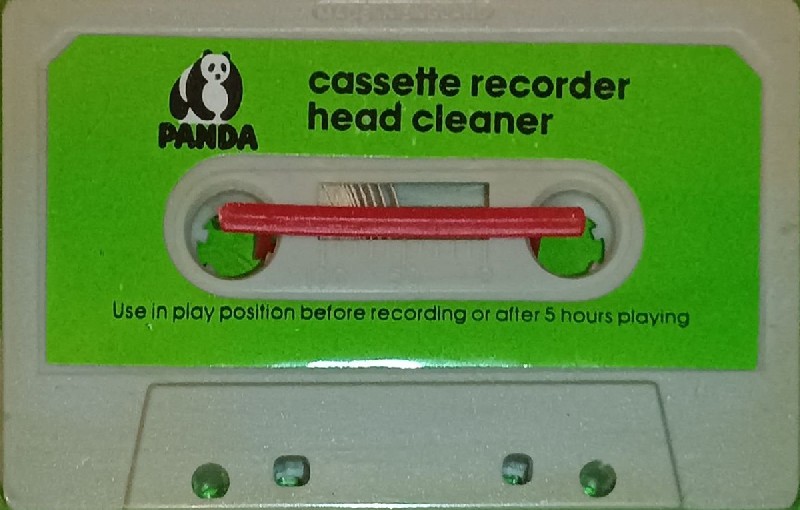 PANDA
cassette recorder
head cleaner
Use in play position before recording or after 5 hours playing